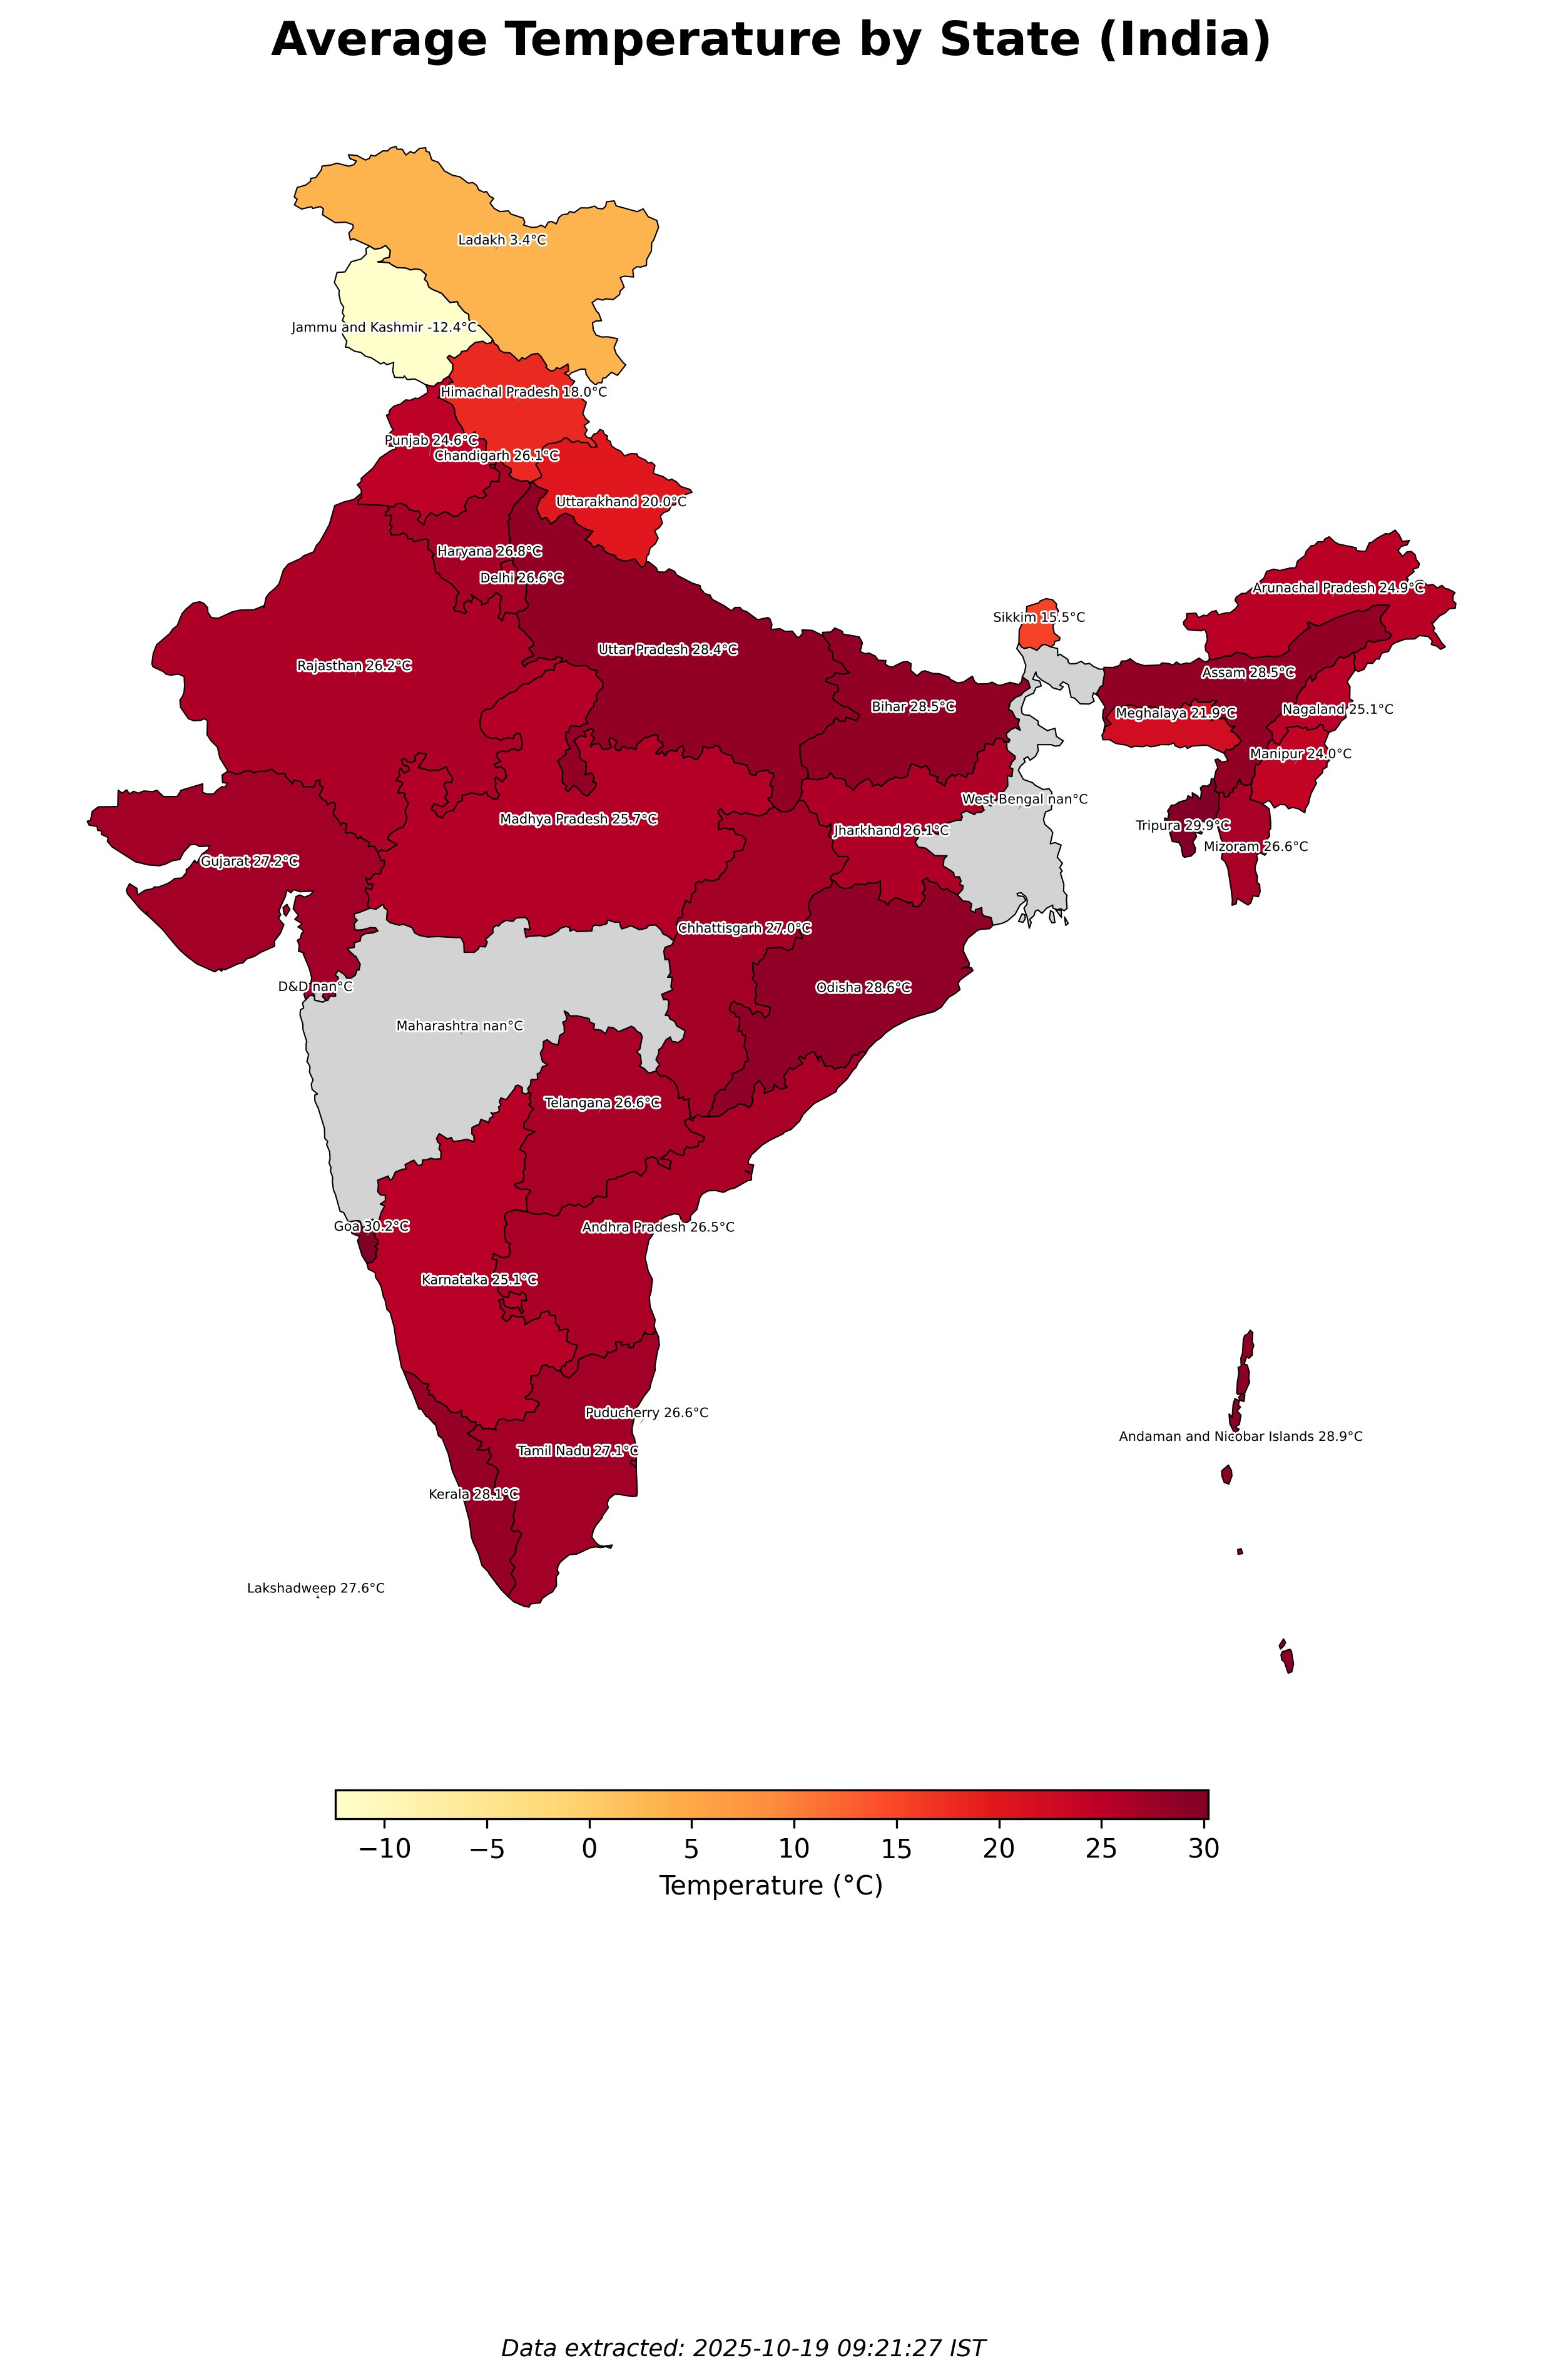 Average Temperature by State (India)
Ladakh 3.4°C
Jammu and Kashmir -12.4°C
Himachal Pradesh 18.0°C
Punjab 24.6°C
Chandigarh 26.1°C
Uttarakhand 20.0°C
Haryana 26.8°C
Delhi 26.6°C
Arunachal Pradesh 24.9°C
Sikkim 15.5°C
Uttar Pradesh 28.4°C
Rajasthan 26.2°C
Assam 28.5°C
Bihar 28.5°C
Meghalaya 21.9°C
Nagaland 25.1°C
Manipur 24.0°C
West Bengal nan°C
Madhya Pradesh 25.7°C
Tripura 29.9°C
Jharkhand 26.1°C
Mizoram 26.6°C
Gujarat 27.2°C
Chhattisgarh 27.0°C
D&D nan°C
Odisha 28.6°C
Maharashtra nan°C
Telangana 26.6°C
Goa 30.2°C
Andhra Pradesh 26.5°C
Karnataka 25.1°C
Puducherry 26.6°C
Andaman and Nicobar Islands 28.9°C
Tamil Nadu 27.1°C
Kerala 28.1°C
Lakshadweep 27.6°C
−10 −5 0 5 10 15 20 25 30
Temperature (°C)
Data extracted: 2025-10-19 09:21:27 IST